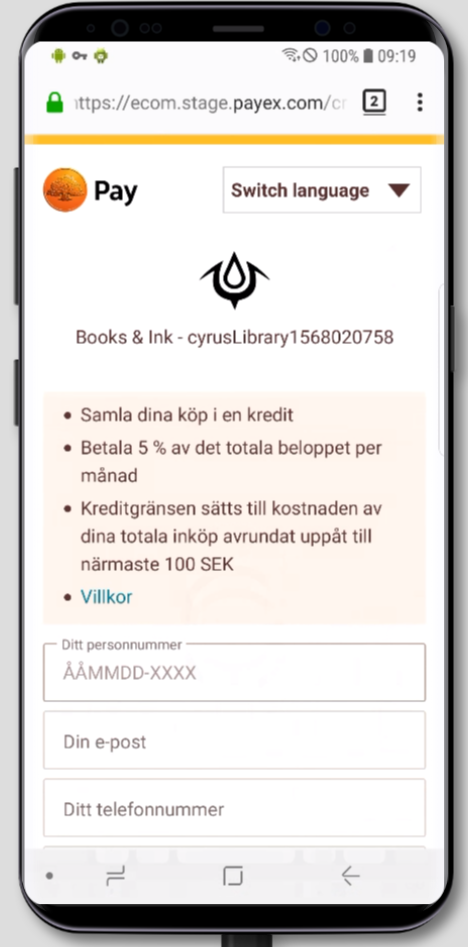 100% 09:19
ttps://ecom.stage.payex.com/cr
2
Pay
Switch language
Books & Ink - cyrusLibrary1568020758
Samla dina köp i en kredit
Betala 5 % av det totala beloppet per
månad
Kreditgränsen sätts till kostnaden av
dina totala inköp avrundat uppåt till
närmaste 100 SEK
Villkor
Ditt personnummer
ÅÅMMDD-XXXX
Din e-post
Ditt telefonnummer